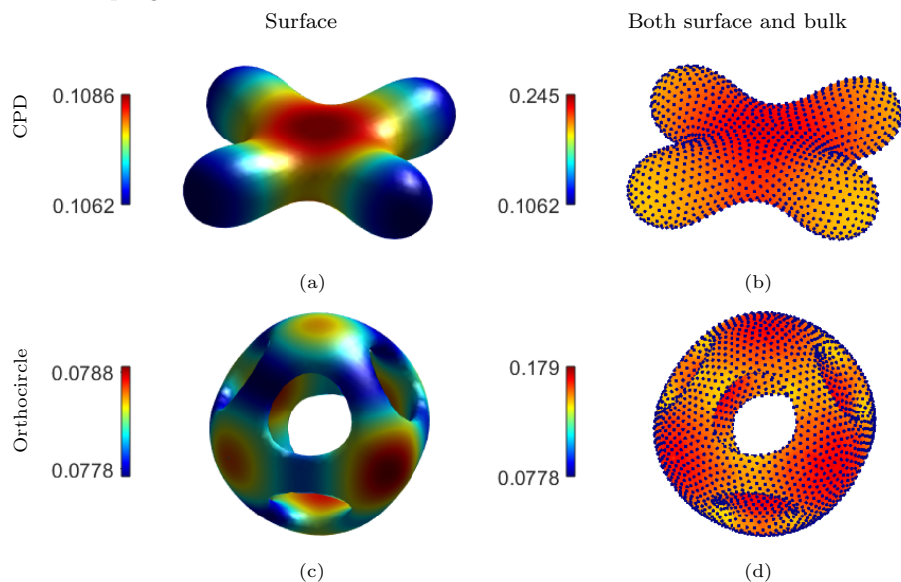 Surface
Both surface and bulk
CPD
0.1086
0.1062
0.245
0.1062
(a)
(b)
Orthocircle
0.0788
0.0778
0.179
0.0778
(c)
(d)